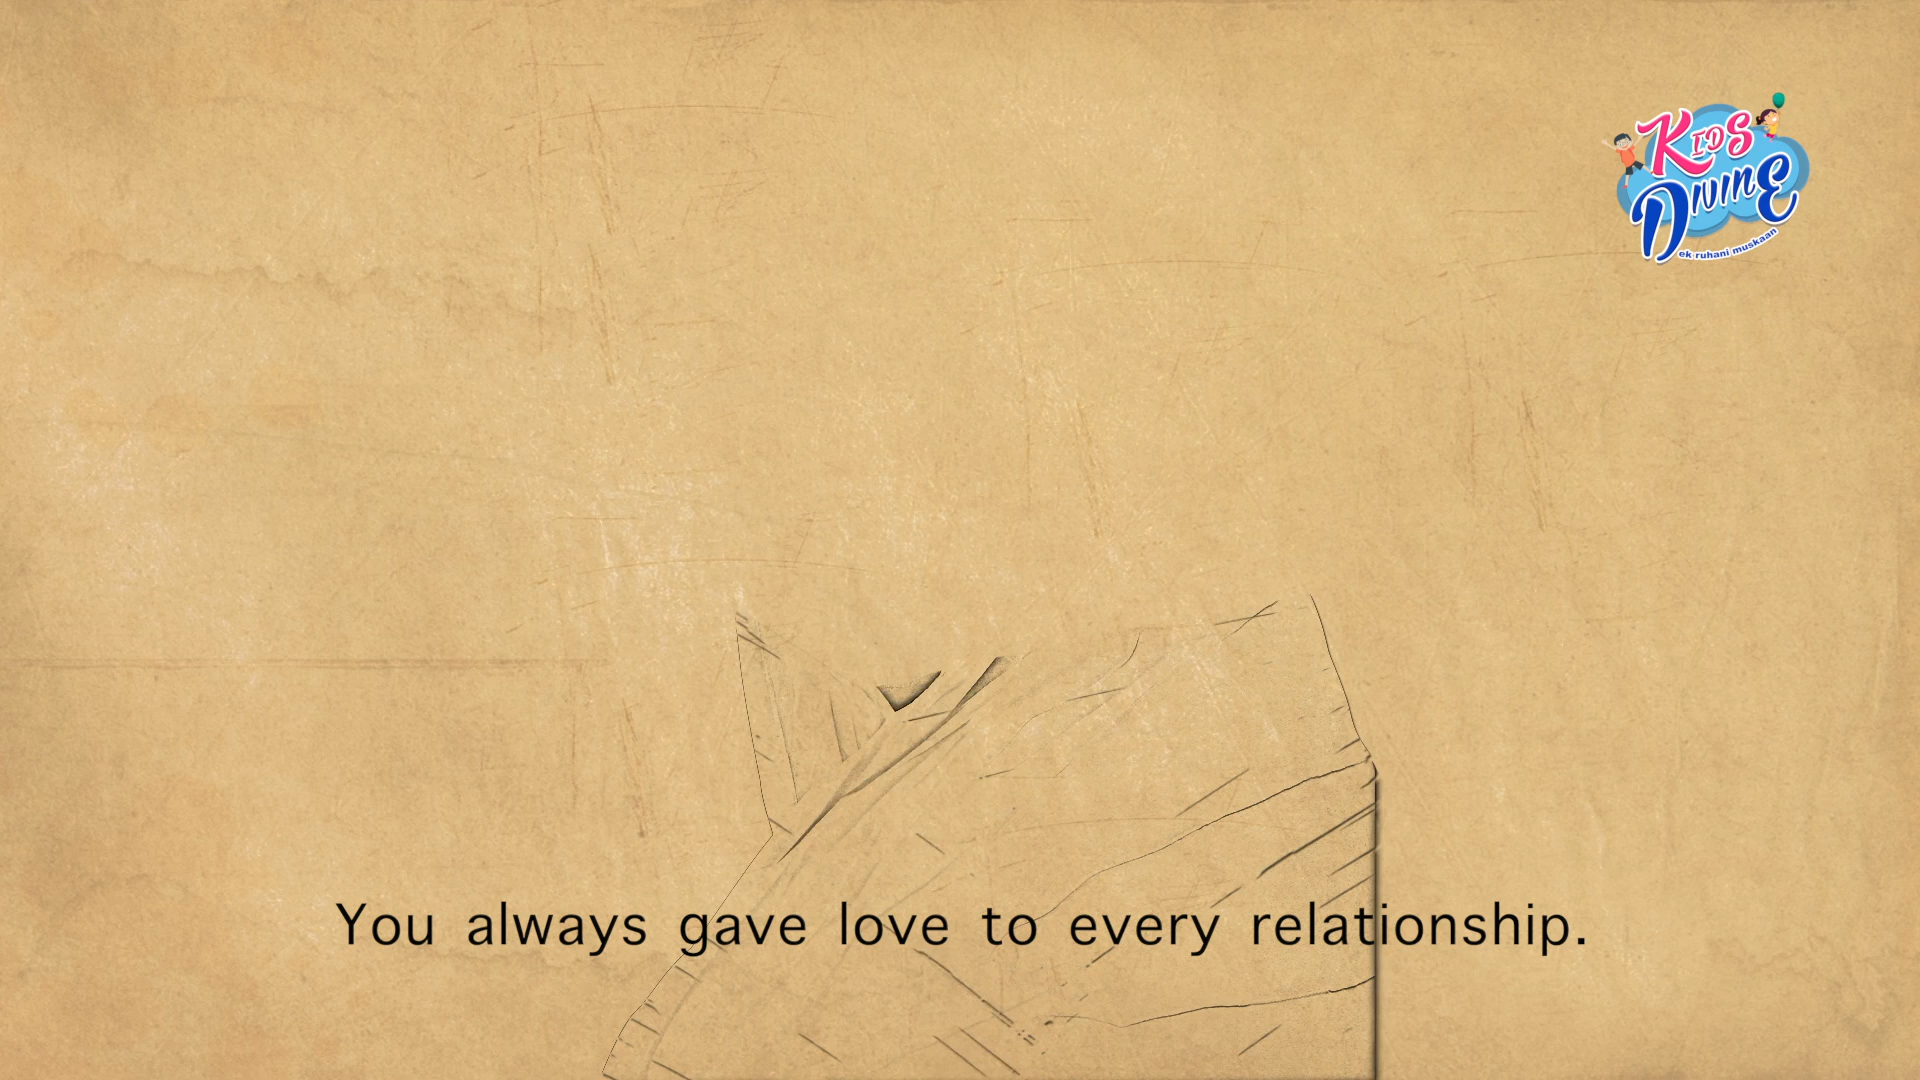 KIDS
DIVINE
ek ruhani muskaan
You always gave love to every relationship.